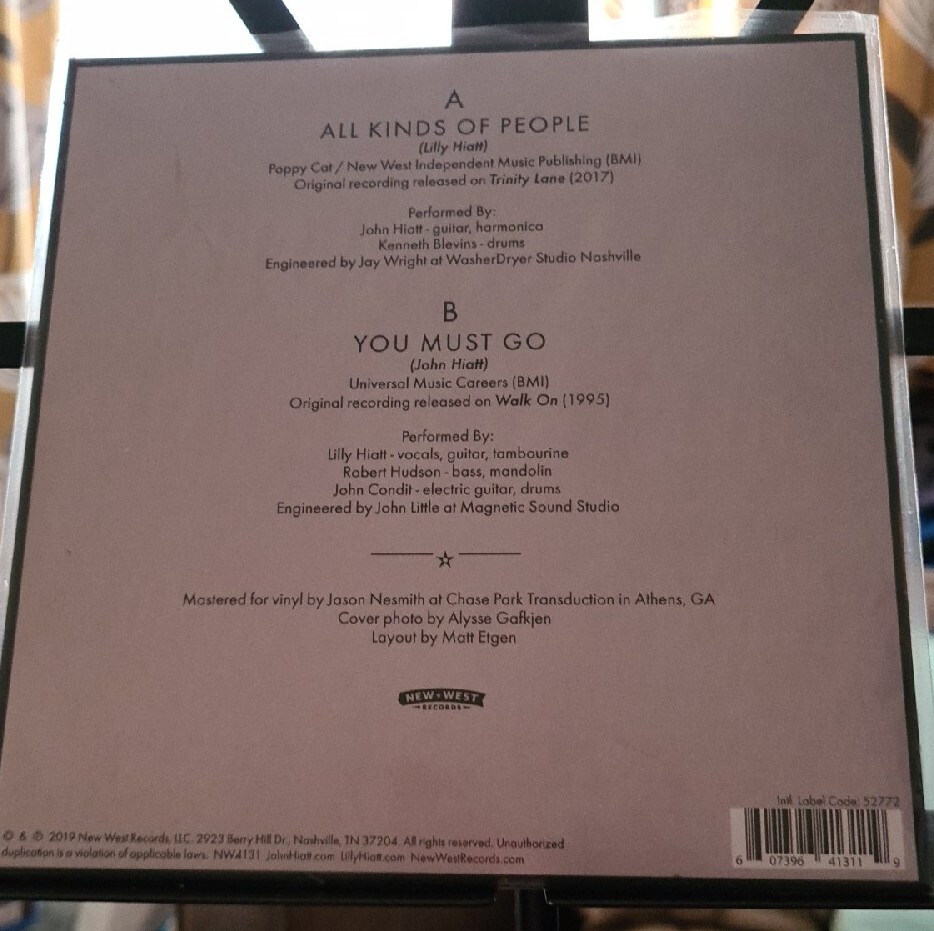 A
ALL KINDS OF PEOPLE
(Lilly Hiatt)
Poppy Cat / New West Independent Music Publishing (BMI)
Original recording released on Trinity Lane (2017)
Performed By:
John Hiatt - guitar, harmonica
Kenneth Blevins - drums
Engineered by Jay Wright at WasherDryer Studio Nashville
B
YOU MUST GO
(John Hiatt)
Universal Music Careers (BMI)
Original recording released on Walk On (1995)
Performed By:
Lilly Hiatt - vocals, guitar, tambourine
Robert Hudson - bass, mandolin
John Condit - electric guitar, drums
Engineered by John Little at Magnetic Sound Studio
Mastered for vinyl by Jason Nesmith at Chase Park Transduction in Athens, GA
Cover photo by Alysse Gafkjen
Layout by Matt Etgen
NEW WEST
RECORDS
Intl. Label Code: 52772
© & ℗ 2019 New West Records, LLC. 2923 Berry Hill Dr., Nashville, TN 37204. All rights reserved. Unauthorized
duplication is a violation of applicable laws. NW4131 JohnHiatt.com LillyHiatt.com NewWestRecords.com
6 07396 41311 9